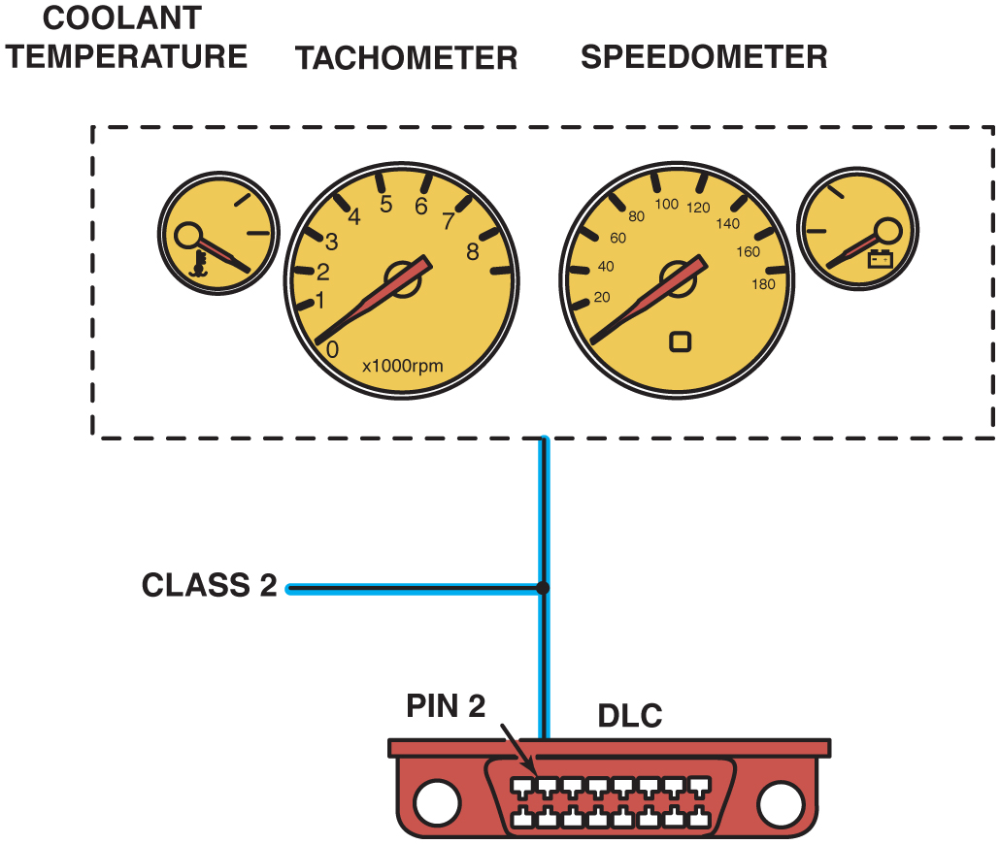 COOLANT
TEMPERATURE
TACHOMETER
SPEEDOMETER
0
1
2
3
4
5
6
7
8
x1000rpm
20
40
60
80
100
120
140
160
180
CLASS 2
PIN 2
DLC